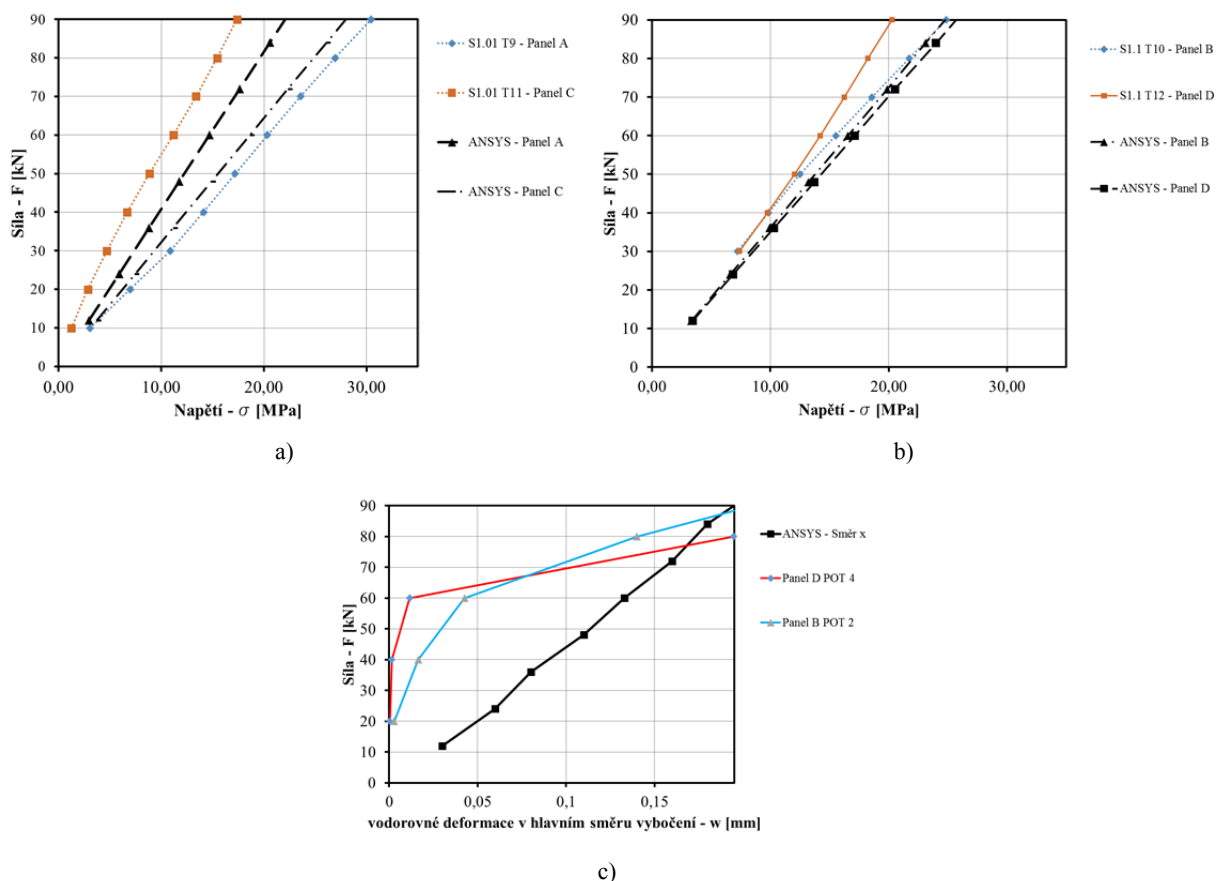 90
80
70
60
50
40
30
20
10
0
Síla - F [kN]
0,00
10,00
20,00
30,00
Napětí - σ [MPa]
S1.01 T9 - Panel A
S1.01 T11 - Panel C
ANSYS - Panel A
ANSYS - Panel C
a)
90
80
70
60
50
40
30
20
10
0
Síla - F [kN]
0,00
10,00
20,00
30,00
Napětí - σ [MPa]
S1.1 T10 - Panel B
S1.1 T12 - Panel D
ANSYS - Panel B
ANSYS - Panel D
b)
90
80
70
60
50
40
30
20
10
0
Síla - F [kN]
0
0,05
0,1
0,15
vodorovné deformace v hlavním směru vybočení - w [mm]
ANSYS - Směr x
Panel D POT 4
Panel B POT 2
c)